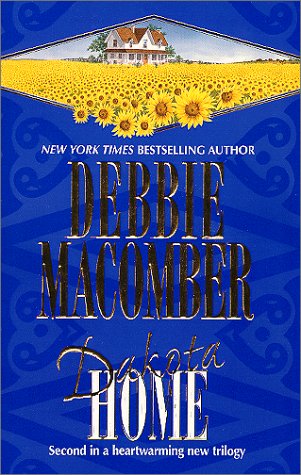 NEW YORK TIMES BESTSELLING AUTHOR
DEBBIE
MACOMBER
Dakota
HOME
Second in a heartwarming new trilogy